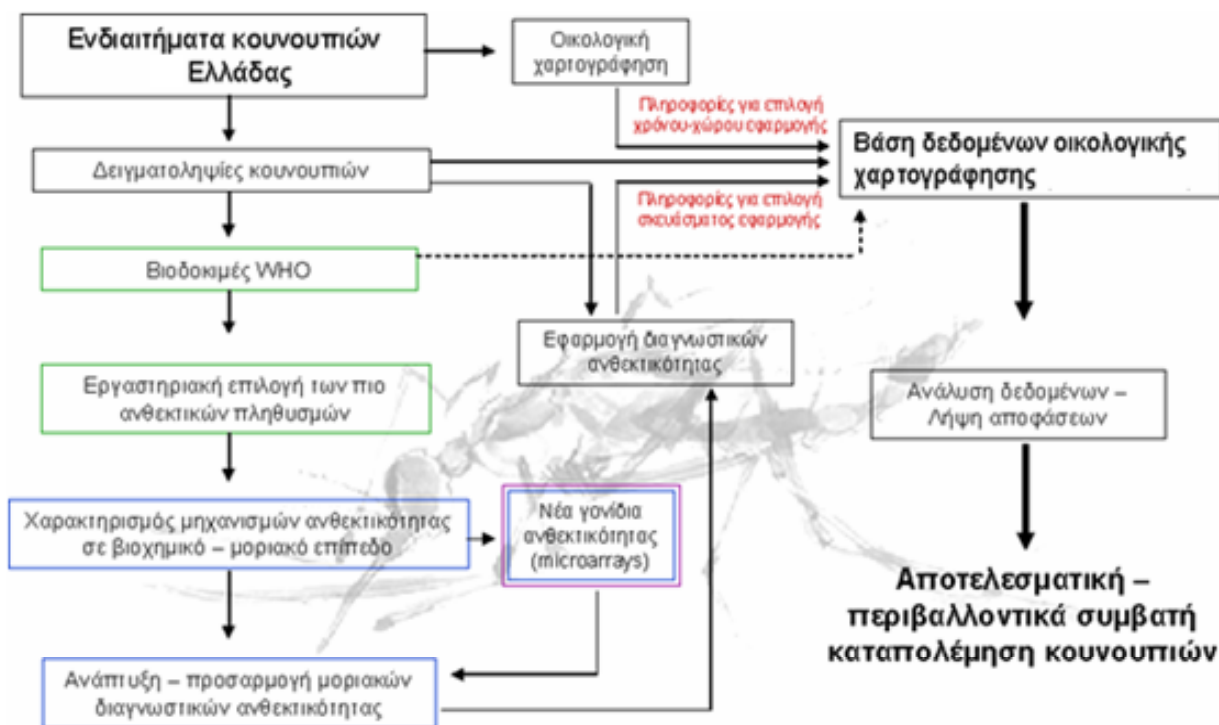 Ενδιαιτήματα κουνουπιών
Ελλάδας
Οικολογική
χαρτογράφηση
Πληροφορίες για επιλογή
χρόνου-χώρου εφαρμογής
Βάση δεδομένων οικολογικής
χαρτογράφησης
Δειγματοληψίες κουνουπιών
Πληροφορίες για επιλογή
σκευάσματος εφαρμογής
Βιοδοκιμές WHO
Εφαρμογή διαγνωστικών
ανθεκτικότητας
Εργαστηριακή επιλογή των πιο
ανθεκτικών πληθυσμών
Ανάλυση δεδομένων –
Λήψη αποφάσεων
Χαρακτηρισμός μηχανισμών ανθεκτικότητας
σε βιοχημικό – μοριακό επίπεδο
Νέα γονίδια
ανθεκτικότητας
(microarrays)
Αποτελεσματική –
περιβαλλοντικά συμβατή
καταπολέμηση κουνουπιών
Ανάπτυξη – προσαρμογή μοριακών
διαγνωστικών ανθεκτικότητας